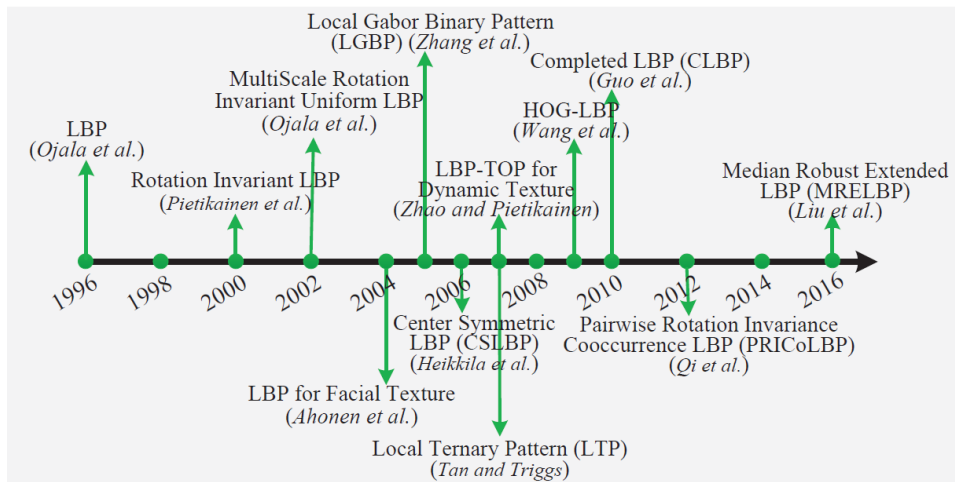 Local Gabor Binary Pattern
(LGBP) (Zhang et al.)
MultiScale Rotation
Invariant Uniform LBP
(Ojala et al.)
Completed LBP (CLBP)
(Guo et al.)
HOG-LBP
(Wang et al.)
LBP
(Ojala et al.)
Rotation Invariant LBP
(Pietikainen et al.)
LBP-TOP for
Dynamic Texture
(Zhao and Pietikainen)
Median Robust Extended
LBP (MRELBP)
(Liu et al.)
1996
1998
2000
2002
2004
2006
2008
2010
2012
2014
2016
Center Symmetric
LBP (CSLBP)
(Heikkila et al.)
Pairwise Rotation Invariance
Cooccurrence LBP (PRICoLBP)
(Qi et al.)
LBP for Facial Texture
(Ahonen et al.)
Local Ternary Pattern (LTP)
(Tan and Triggs)